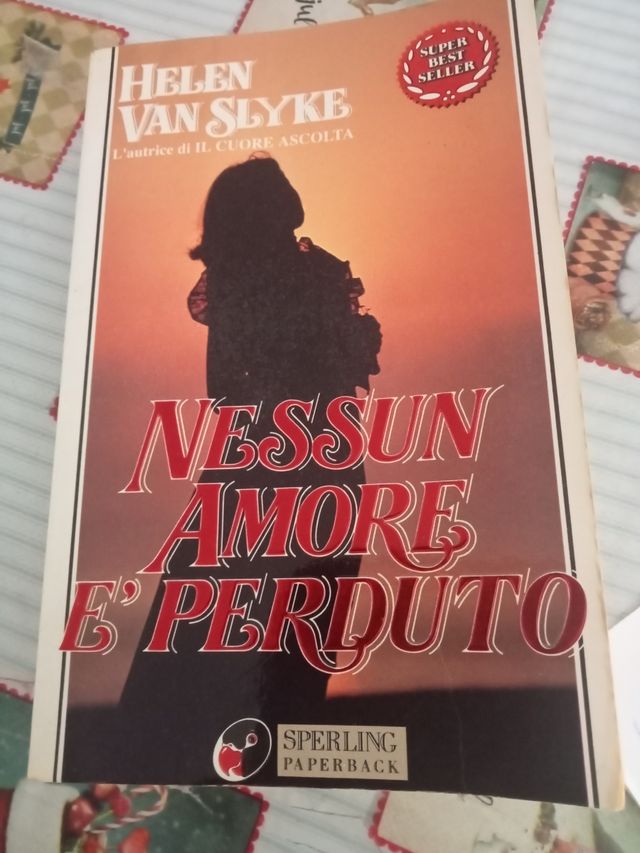 HELEN
VAN SLYKE
L'autrice di IL CUORE ASCOLTA
SUPER
BEST
SELLER
NESSUN
AMORE
E' PERDUTO
SPERLING
PAPERBACK